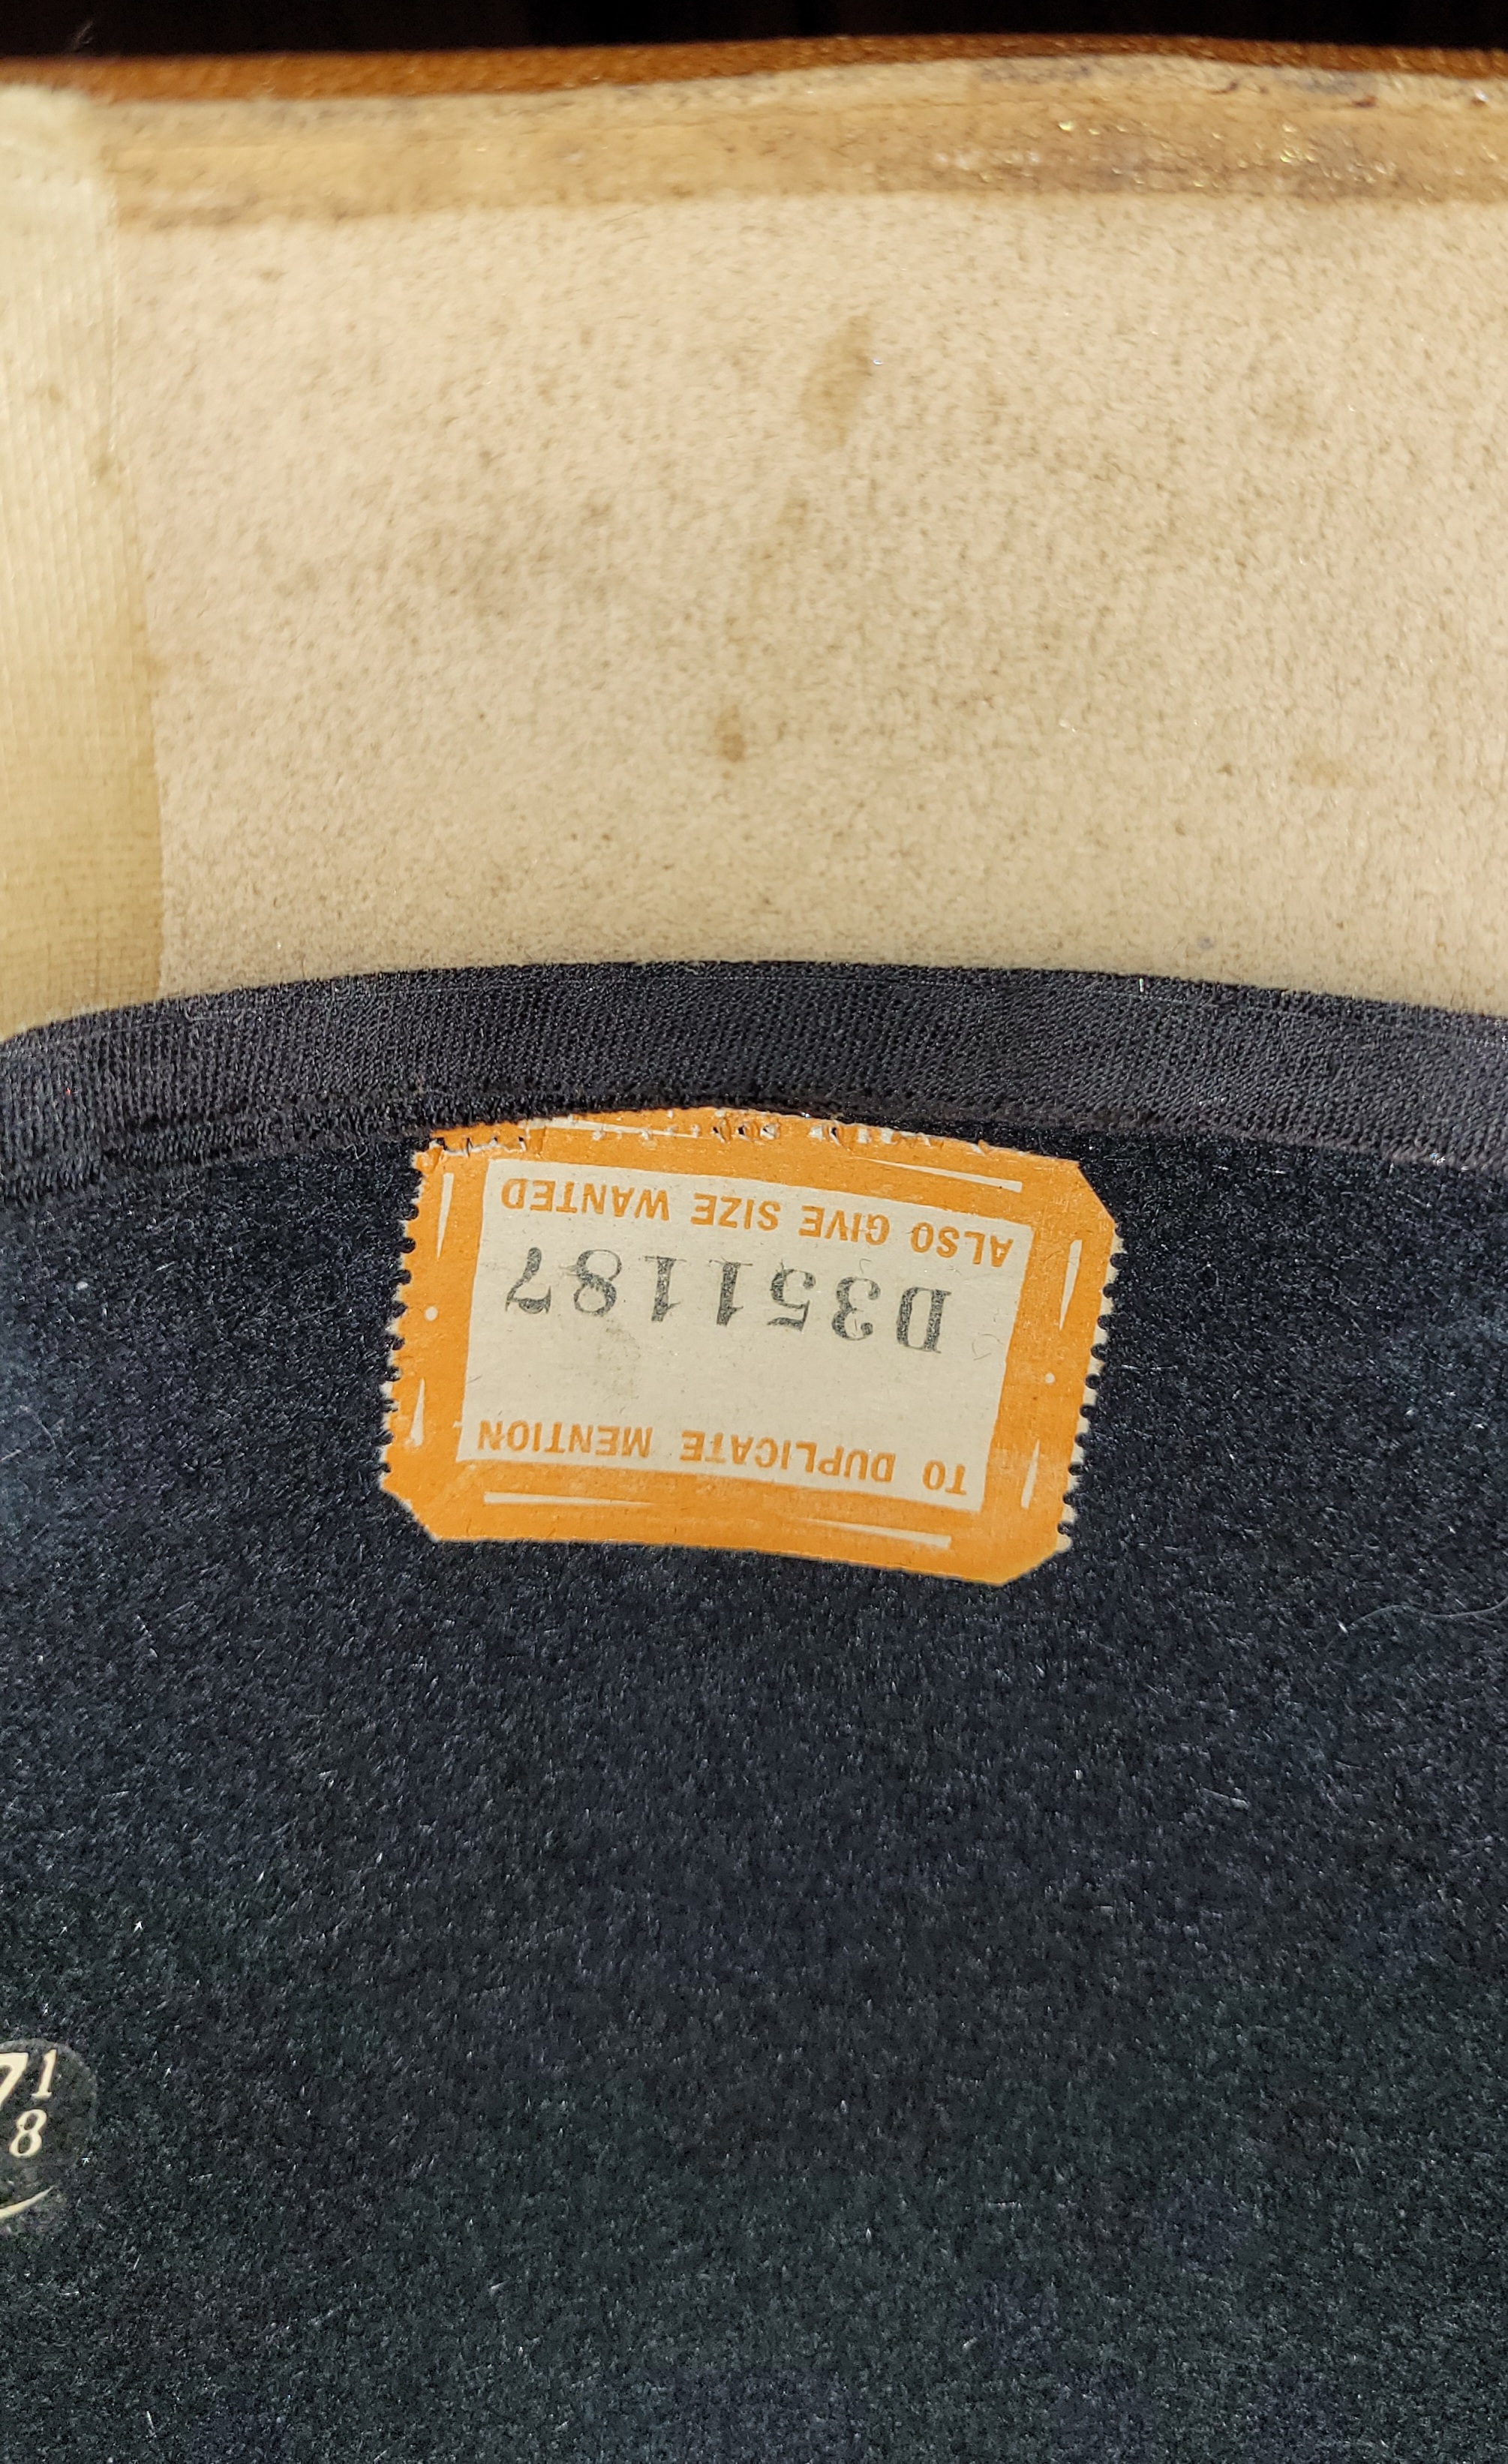 TO DUPLICATE MENTION
D351187
ALSO GIVE SIZE WANTED
7 1/8